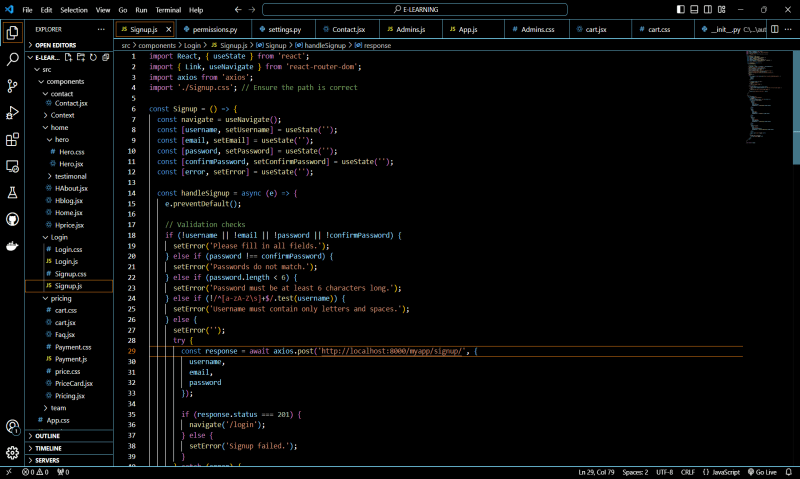 File Edit Selection View Go Run Terminal Help
E-LEARNING
EXPLORER
Signup.js
permissions.py
settings.py
Contact.jsx
Admins.js
App.js
Admins.css
cart.jsx
cart.css
__init__.py C:\...\aut
OPEN EDITORS
src > components > Login > JS Signup.js > Signup > handleSignup > response
E-LEAR...
src
components
contact
Contact.jsx
Context
home
hero
Hero.css
Hero.jsx
testimonal
HAbout.jsx
Hblog.jsx
Home.jsx
Hprice.jsx
Login
Login.css
Login.js
Signup.css
Signup.js
pricing
cart.css
cart.jsx
Faq.jsx
Payment.css
Payment.js
price.css
PriceCard.jsx
Pricing.jsx
team
App.css
OUTLINE
TIMELINE
SERVERS
1 import React, { useState } from 'react';
2 import { Link, useNavigate } from 'react-router-dom';
3 import axios from 'axios';
4 import './Signup.css'; // Ensure the path is correct
5
6 const Signup = () => {
7 const navigate = useNavigate();
8 const [username, setUsername] = useState('');
9 const [email, setEmail] = useState('');
10 const [password, setPassword] = useState('');
11 const [confirmPassword, setConfirmPassword] = useState('');
12 const [error, setError] = useState('');
13
14 const handleSignup = async (e) => {
15 e.preventDefault();
16
17 // Validation checks
18 if (!username || !email || !password || !confirmPassword) {
19 setError('Please fill in all fields.');
20 } else if (password !== confirmPassword) {
21 setError('Passwords do not match.');
22 } else if (password.length < 6) {
23 setError('Password must be at least 6 characters long.');
24 } else if (!/^[a-zA-Z\s]+$/.test(username)) {
25 setError('Username must contain only letters and spaces.');
26 } else {
27 setError('');
28 try {
29 const response = await axios.post('http://localhost:8000/myapp/signup/', {
30 username,
31 email,
32 password
33 });
34
35 if (response.status === 201) {
36 navigate('/login');
37 } else {
38 setError('Signup failed.');
39 }
0 0 0 Ln 29, Col 79 Spaces: 2 UTF-8 CRLF {} JavaScript Go Live